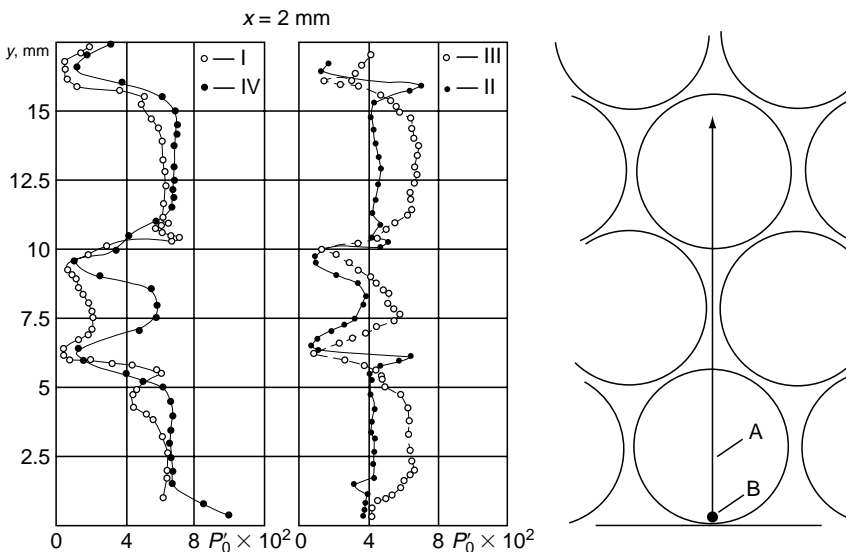 x = 2 mm
y, mm
I
IV
III
II
15
12.5
10
7.5
5
2.5
0 4 8 P′₀ × 10²
0 4 8 P′₀ × 10²
A
B